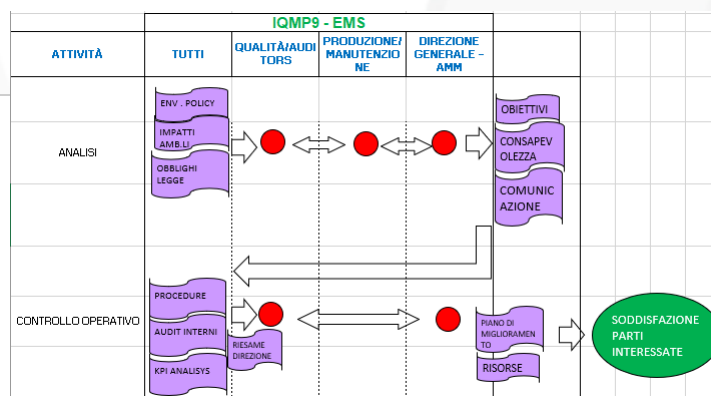 IQMP9 - EMS
ATTIVITÀ
TUTTI
QUALITÀ/AUDI
TORS
PRODUZIONE/
MANUTENZIO
NE
DIREZIONE
GENERALE -
AMM
ENV . POLICY
IMPATTI
AMB.LI
OBBLIGHI
LEGGE
ANALISI
OBIETTIVI
CONSAPEV
OLEZZA
COMUNIC
AZIONE
CONTROLLO OPERATIVO
PROCEDURE
AUDIT INTERNI
KPI ANALISYS
RIESAME
DIREZIONE
PIANO DI
MIGLIORAMEN
TO
RISORSE
SODDISFAZIONE
PARTI
INTERESSATE